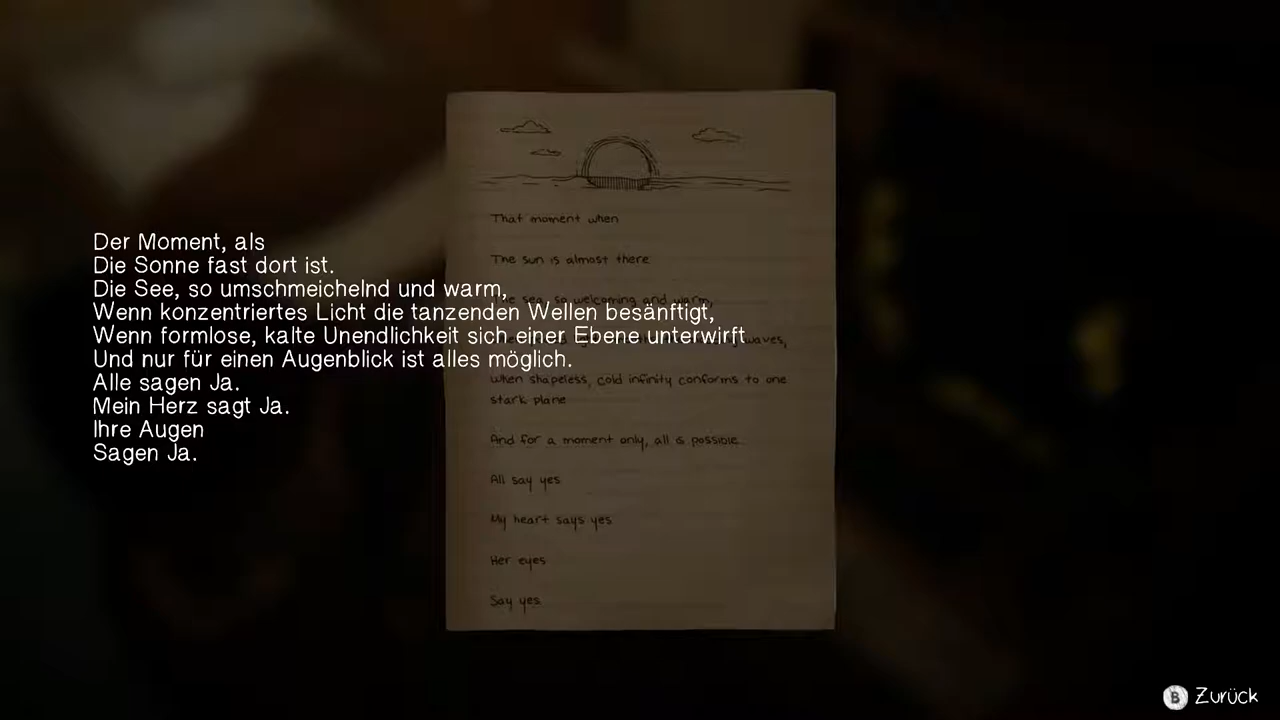 Der Moment, als
Die Sonne fast dort ist.
Die See, so umschmeichelnd und warm,
Wenn konzentriertes Licht die tanzenden Wellen besänftigt,
Wenn formlose, kalte Unendlichkeit sich einer Ebene unterwirft
Und nur für einen Augenblick ist alles möglich.
Alle sagen Ja.
Mein Herz sagt Ja.
Ihre Augen
Sagen Ja.
That moment when
The sun is almost there
The sea, so welcoming and warm,
waves,
when shapeless, cold infinity conforms to one
stark plane
And for a moment only, all is possible.
All say yes
My heart says yes
Her eyes
Say yes.
B Zurück